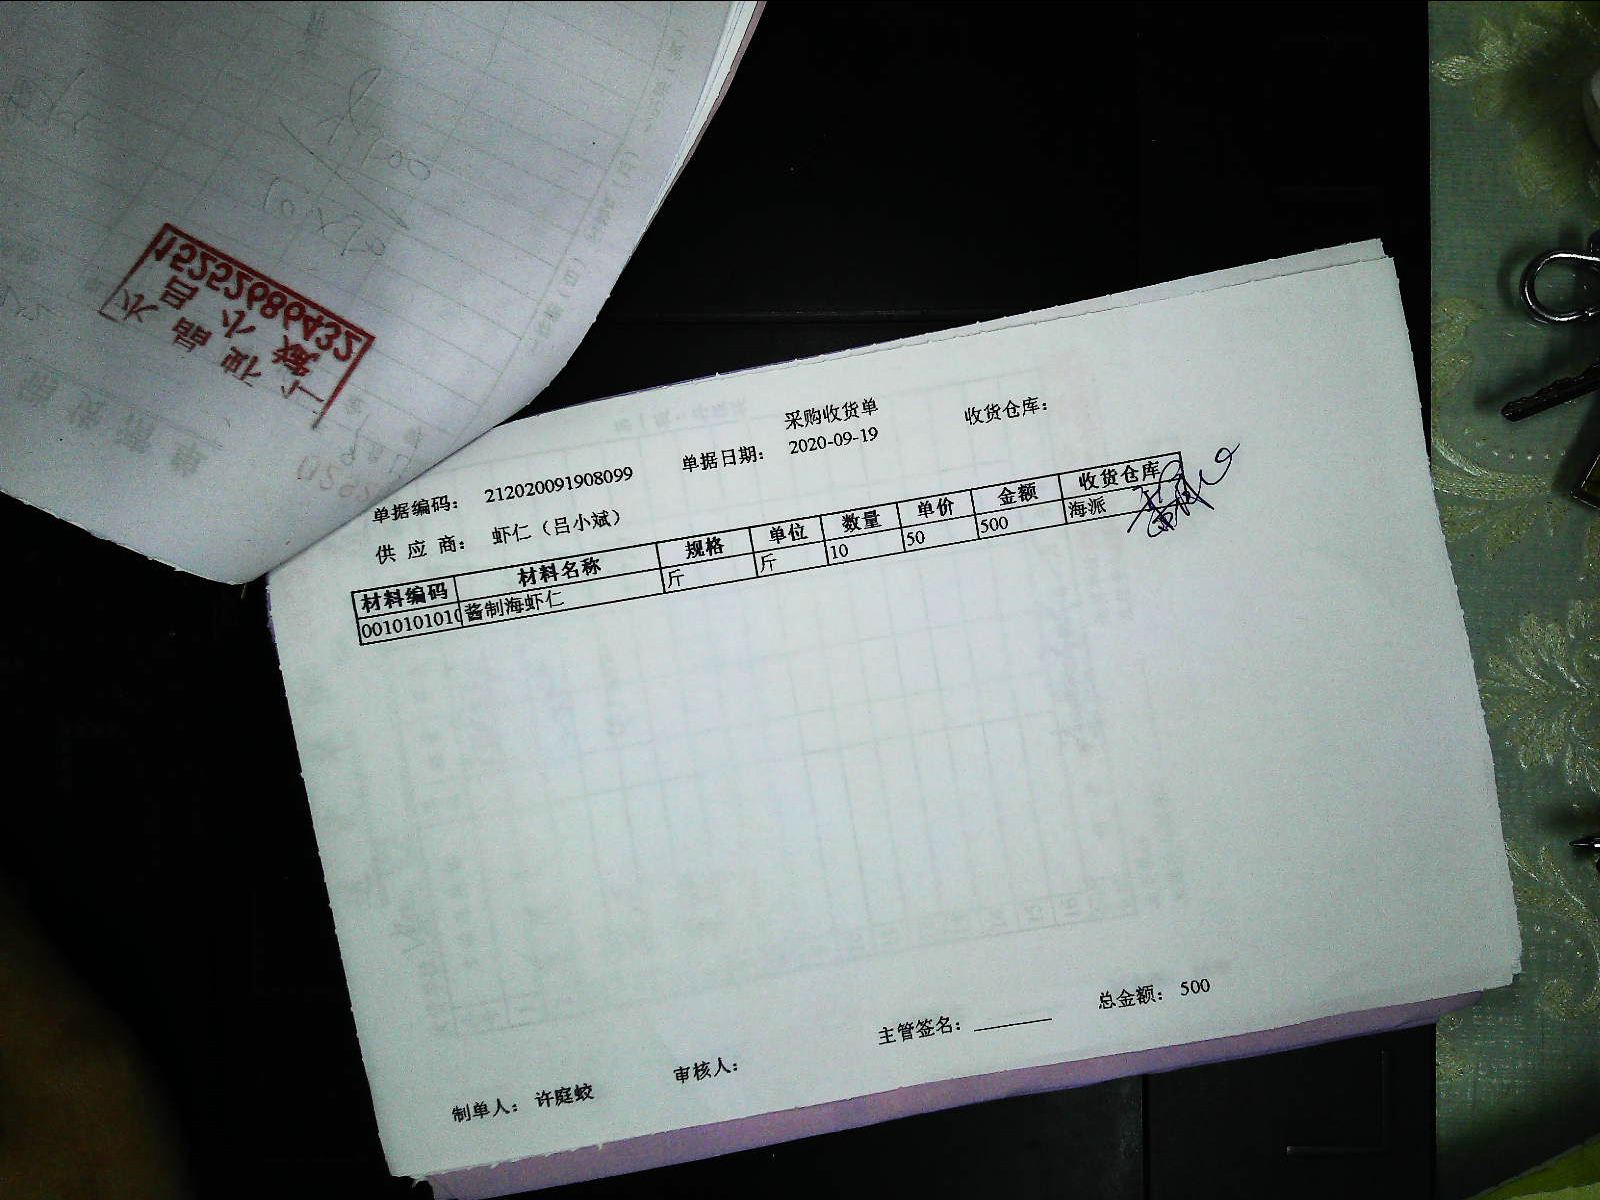 采购收货单
收货仓库：
单据编码： 212020091908099 单据日期： 2020-09-19
供 应 商： 虾仁（吕小斌）
材料编码 材料名称 规格 单位 数量 单价 金额 收货仓库
0010101010 酱制海虾仁 斤 斤 10 50 500 海派
总金额： 500
主管签名：
审核人：
制单人： 许庭蛟
15252686432